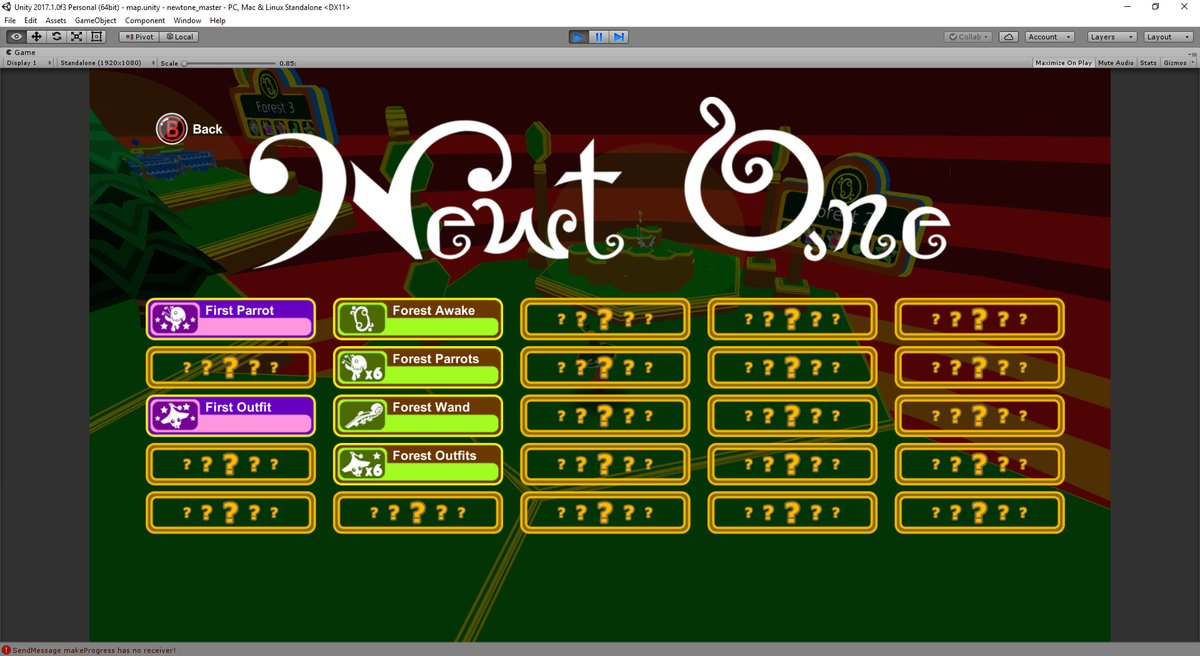 Unity 2017.1.0f3 Personal (64bit) - map.unity - newtone_master - PC, Mac & Linux Standalone <DX11>
File Edit Assets GameObject Component Window Help
Pivot Local Collab Account Layers Layout
Game
Display 1 Standalone (1920x1080) Scale 0.85: Maximize On Play Mute Audio Stats Gizmos
Forest 3
B Back
Newt One
First Parrot Forest Awake ? ? ? ? ? ? ? ? ? ? ? ? ? ? ?
? ? ? ? ? x6 Forest Parrots ? ? ? ? ? ? ? ? ? ? ? ? ? ? ?
First Outfit Forest Wand ? ? ? ? ? ? ? ? ? ? ? ? ? ? ?
? ? ? ? ? x6 Forest Outfits ? ? ? ? ? ? ? ? ? ? ? ? ? ? ?
? ? ? ? ? ? ? ? ? ? ? ? ? ? ? ? ? ? ? ? ? ? ? ? ?
SendMessage makeProgress has no receiver!